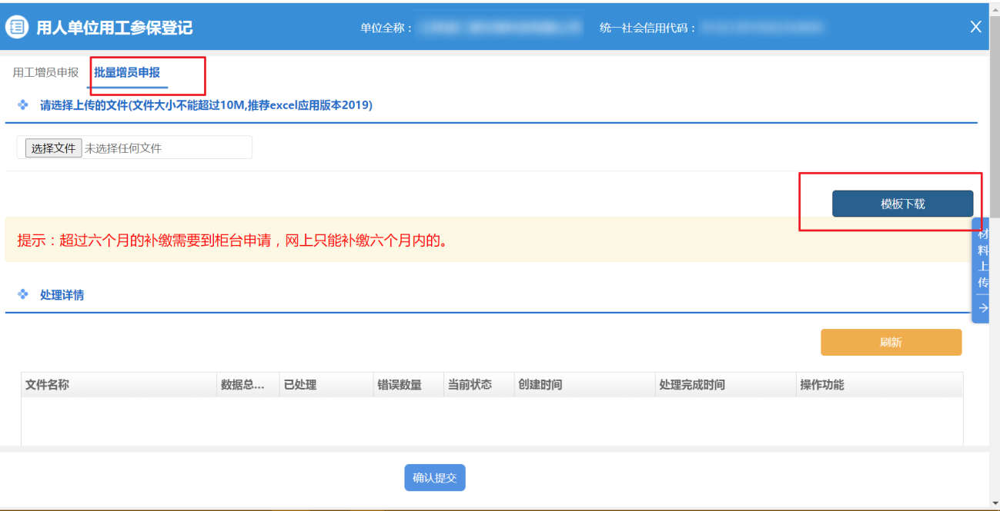 用人单位用工参保登记 单位全称： 统一社会信用代码： X
用工增员申报 批量增员申报
请选择上传的文件(文件大小不能超过10M,推荐excel应用版本2019)
选择文件 未选择任何文件
模板下载
提示：超过六个月的补缴需要到柜台申请，网上只能补缴六个月内的。
材料上传
处理详情
刷新
文件名称 数据总... 已处理 错误数量 当前状态 创建时间 处理完成时间 操作功能
确认提交